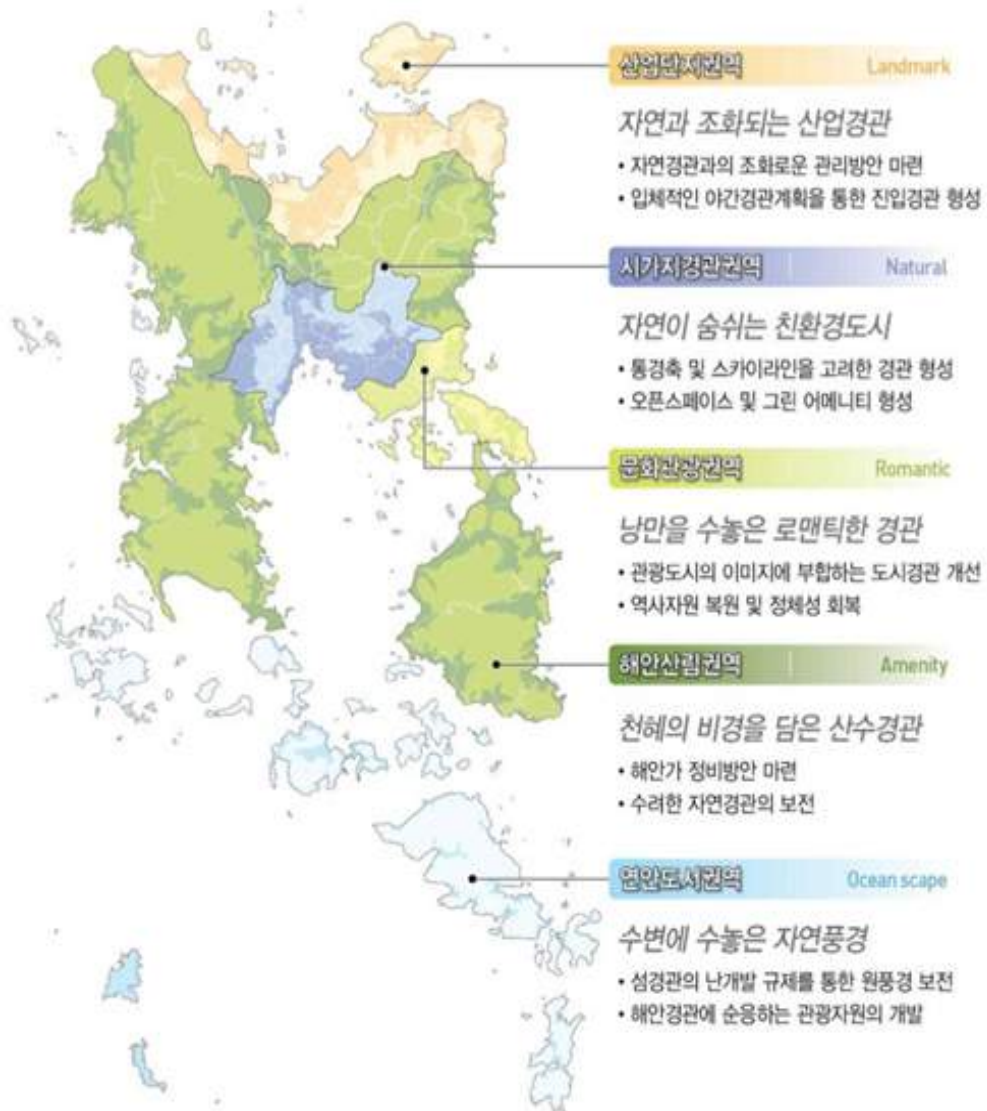 산업단지권역 Landmark
자연과 조화되는 산업경관
• 자연경관과의 조화로운 관리방안 마련
• 입체적인 야간경관계획을 통한 진입경관 형성
시가지경관권역 Natural
자연이 숨쉬는 친환경도시
• 통경축 및 스카이라인을 고려한 경관 형성
• 오픈스페이스 및 그린 어메니티 형성
문화관광권역 Romantic
낭만을 수놓은 로맨틱한 경관
• 관광도시의 이미지에 부합하는 도시경관 개선
• 역사자원 복원 및 정체성 회복
해안산림권역 Amenity
천혜의 비경을 담은 산수경관
• 해안가 정비방안 마련
• 수려한 자연경관의 보전
연안도서권역 Ocean scape
수변에 수놓은 자연풍경
• 섬경관의 난개발 규제를 통한 원풍경 보전
• 해안경관에 순응하는 관광자원의 개발